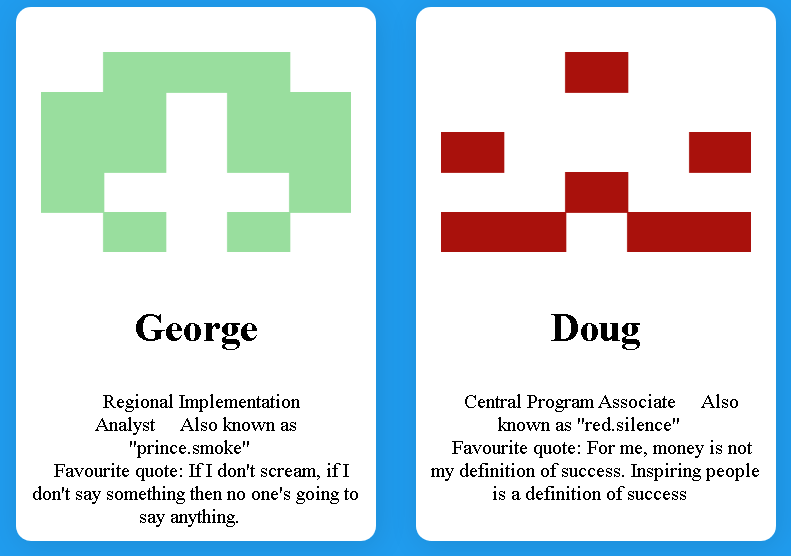 George
Regional Implementation
Analyst Also known as
"prince.smoke"
Favourite quote: If I don't scream, if I
don't say something then no one's going to
say anything.
Doug
Central Program Associate Also
known as "red.silence"
Favourite quote: For me, money is not
my definition of success. Inspiring people
is a definition of success